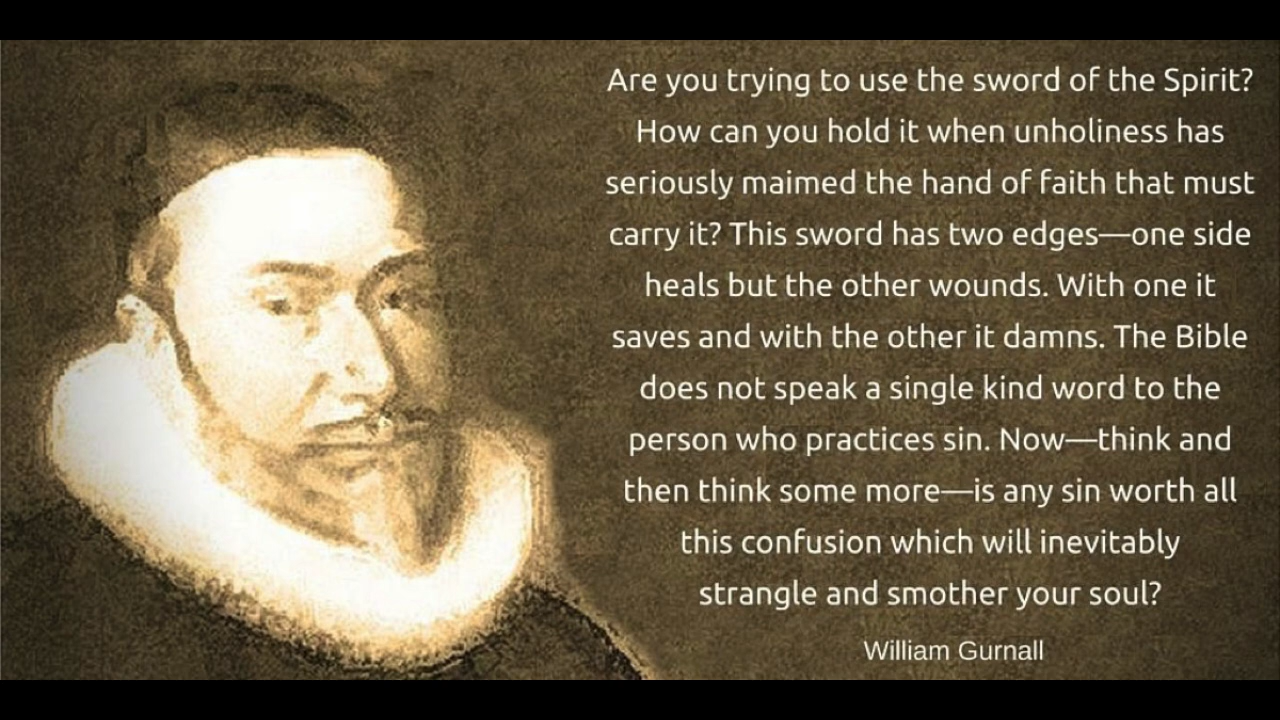 Are you trying to use the sword of the Spirit?
How can you hold it when unholiness has
seriously maimed the hand of faith that must
carry it? This sword has two edges—one side
heals but the other wounds. With one it
saves and with the other it damns. The Bible
does not speak a single kind word to the
person who practices sin. Now—think and
then think some more—is any sin worth all
this confusion which will inevitably
strangle and smother your soul?
William Gurnall